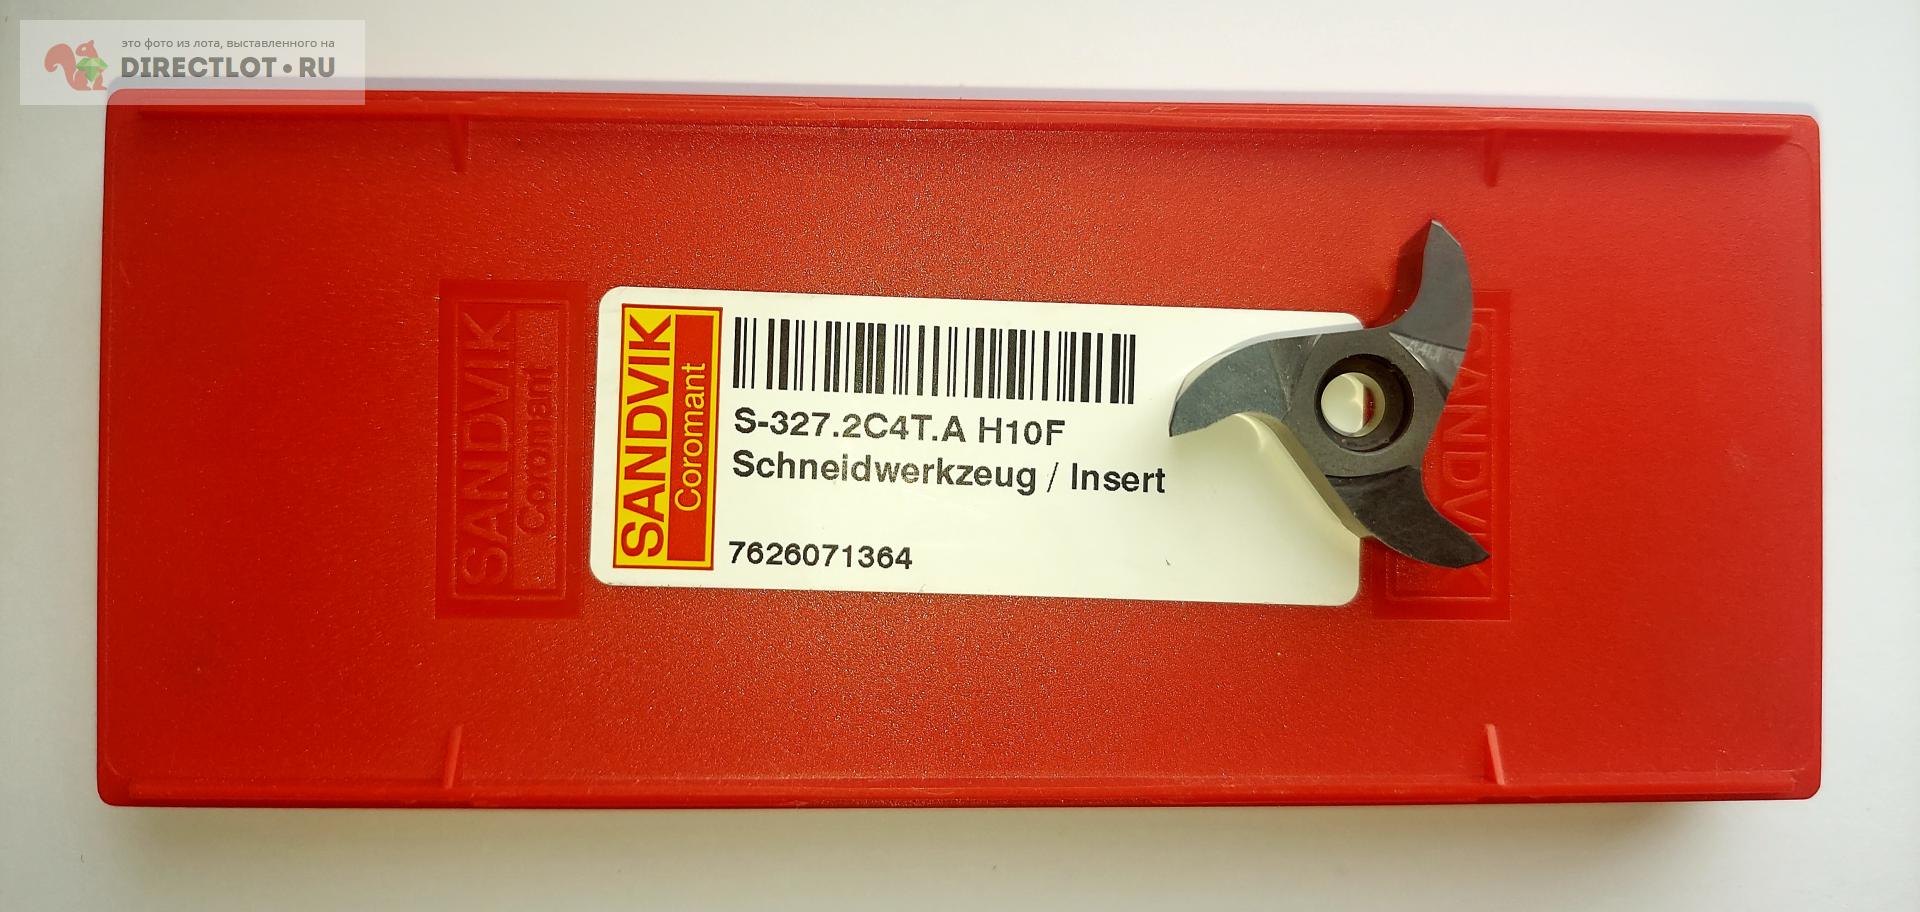 это фото из лота, выставленного на
DIRECTLOT•RU
SANDVIK
Coromant
SANDVIK
Coromant
S-327.2C4T.A H10F
Schneidwerkzeug / Insert
7626071364
SANDVIK